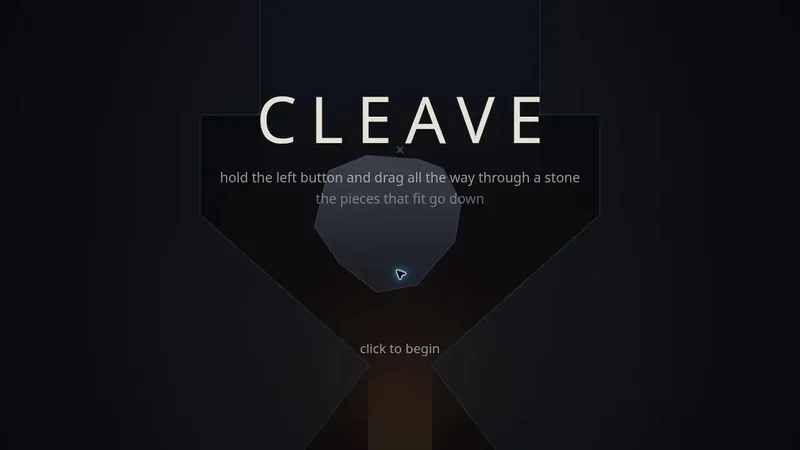 CLEAVE
hold the left button and drag all the way through a stone
the pieces that fit go down
click to begin